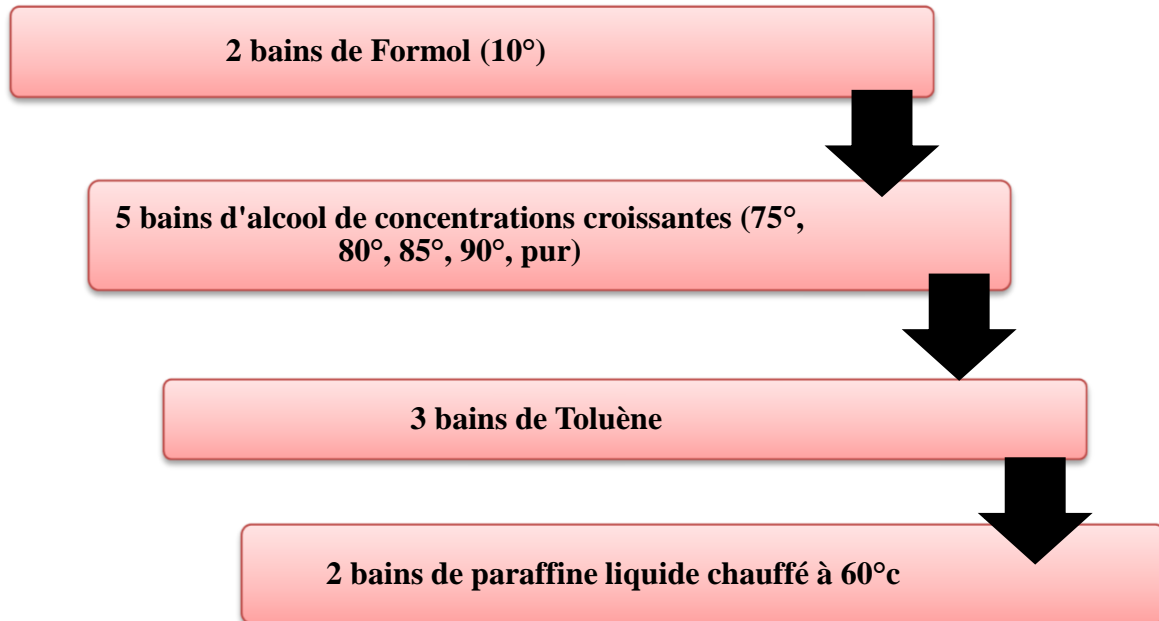 2 bains de Formol (10°)
5 bains d'alcool de concentrations croissantes (75°,
80°, 85°, 90°, pur)
3 bains de Toluène
2 bains de paraffine liquide chauffé à 60°c